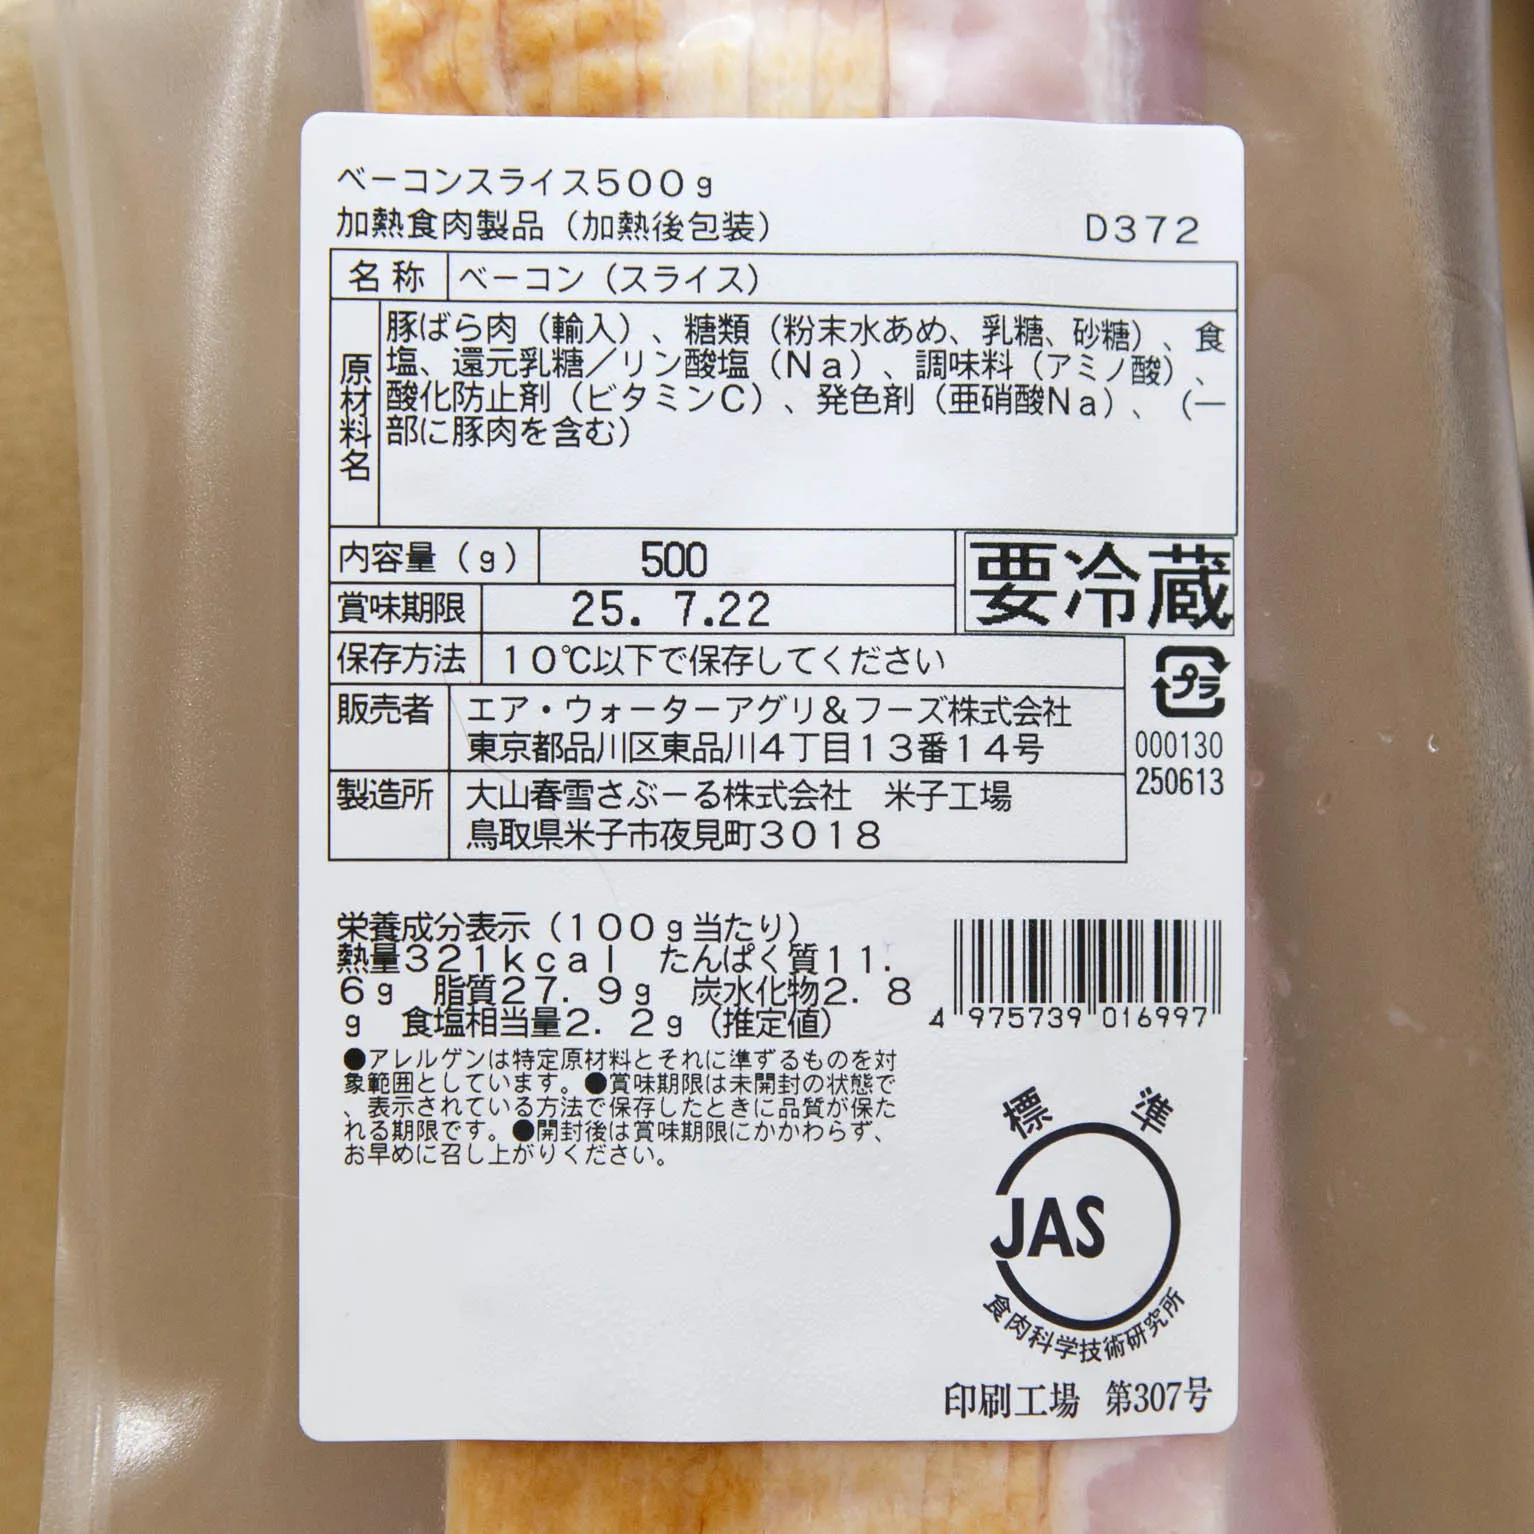 ベーコンスライス500g
加熱食肉製品（加熱後包装）　D372
名称　ベーコン（スライス）
原材料名
豚ばら肉（輸入）、糖類（粉末水あめ、乳糖、砂糖）、食
塩、還元乳糖／リン酸塩（Na）、調味料（アミノ酸）、
酸化防止剤（ビタミンC）、発色剤（亜硝酸Na）、（一
部に豚肉を含む）
内容量（g）　500
要冷蔵
賞味期限　25. 7.22
保存方法　10℃以下で保存してください
プラ
販売者　エア・ウォーターアグリ＆フーズ株式会社
東京都品川区東品川4丁目13番14号
000130
250613
製造所　大山春雪さぶーる株式会社　米子工場
鳥取県米子市夜見町3018
栄養成分表示（100g当たり）
熱量321kcal　たんぱく質11.
6g　脂質27.9g　炭水化物2.8
g　食塩相当量2.2g（推定値）
4 975739 016997
●アレルゲンは特定原材料とそれに準ずるものを対
象範囲としています。●賞味期限は未開封の状態で
、表示されている方法で保存したときに品質が保た
れる期限です。●開封後は賞味期限にかかわらず、
お早めに召し上がりください。
標準
JAS
食肉科学技術研究所
印刷工場　第307号